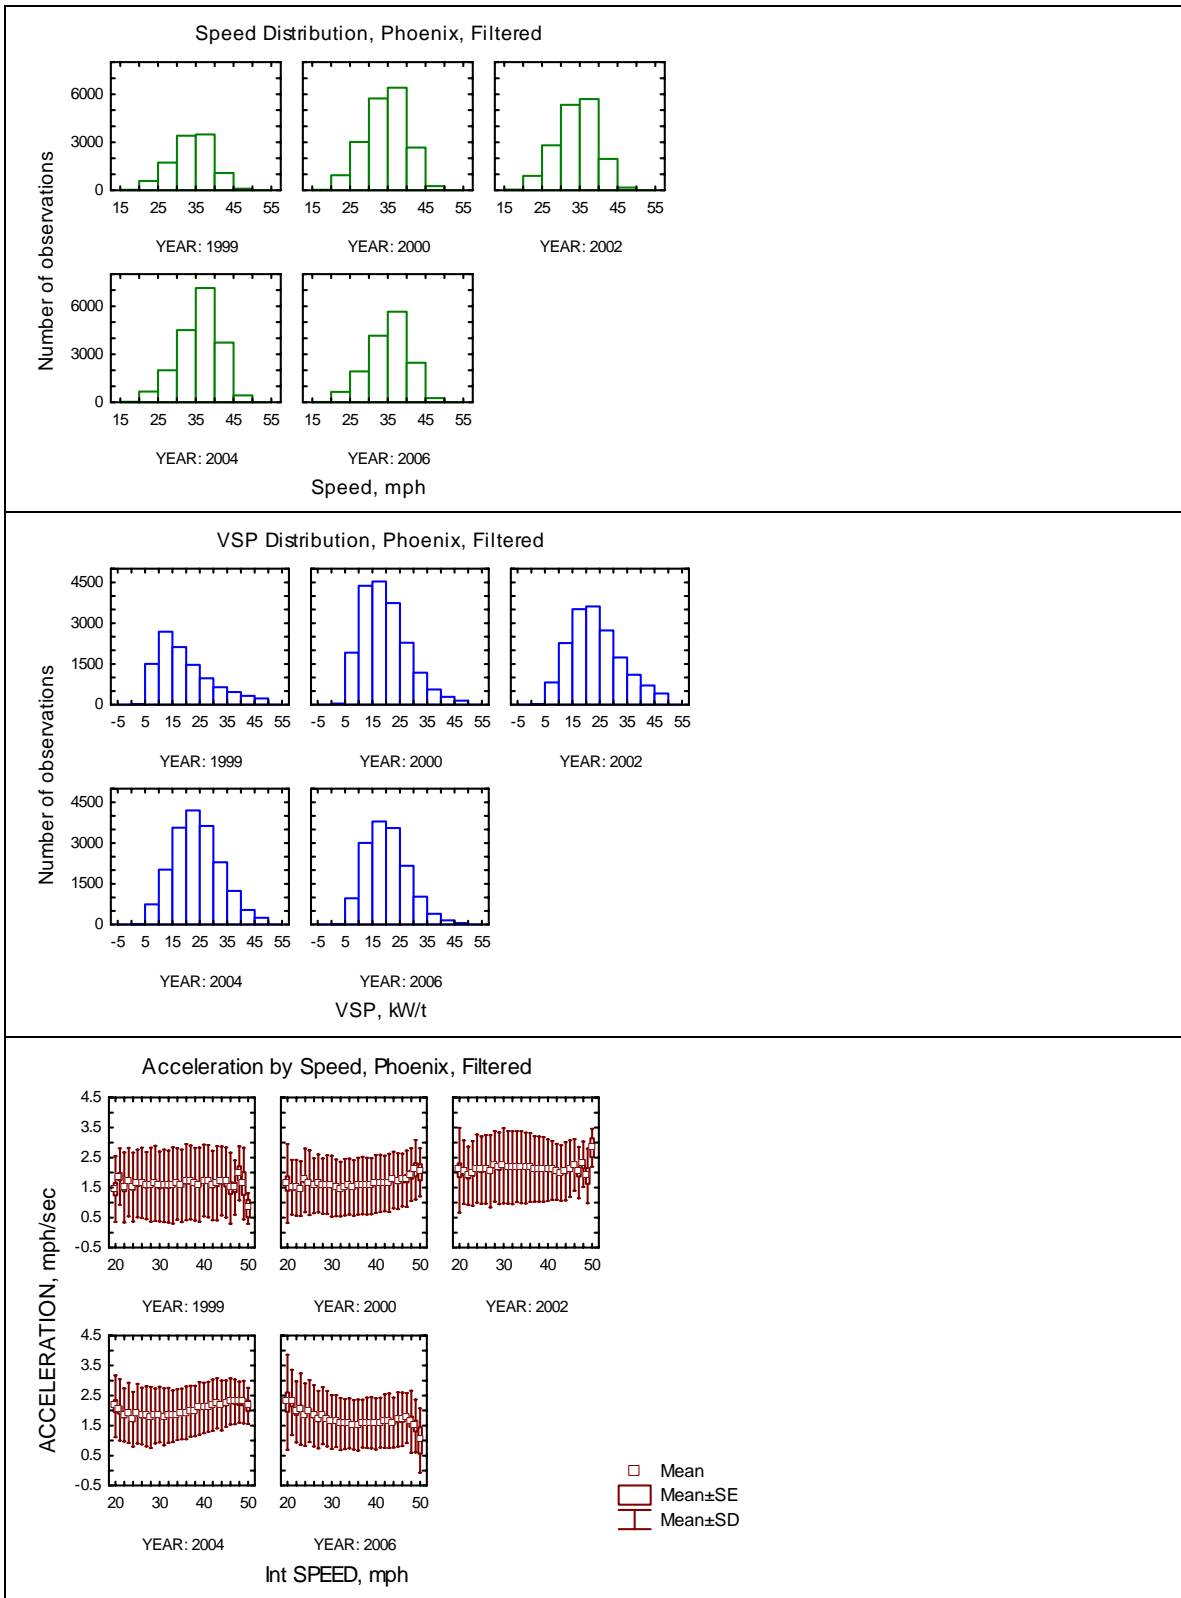 Speed Distribution, Phoenix, Filtered
Number of observations
6000
3000
0
15 25 35 45 55
15 25 35 45 55
15 25 35 45 55
YEAR: 1999
YEAR: 2000
YEAR: 2002
6000
3000
0
15 25 35 45 55
15 25 35 45 55
YEAR: 2004
YEAR: 2006
Speed, mph
VSP Distribution, Phoenix, Filtered
Number of observations
4500
3000
1500
0
-5 5 15 25 35 45 55
-5 5 15 25 35 45 55
-5 5 15 25 35 45 55
YEAR: 1999
YEAR: 2000
YEAR: 2002
4500
3000
1500
0
-5 5 15 25 35 45 55
-5 5 15 25 35 45 55
YEAR: 2004
YEAR: 2006
VSP, kW/t
Acceleration by Speed, Phoenix, Filtered
ACCELERATION, mph/sec
4.5
3.5
2.5
1.5
0.5
-0.5
20 30 40 50
20 30 40 50
20 30 40 50
YEAR: 1999
YEAR: 2000
YEAR: 2002
4.5
3.5
2.5
1.5
0.5
-0.5
20 30 40 50
20 30 40 50
YEAR: 2004
YEAR: 2006
Int SPEED, mph
Mean
Mean±SE
Mean±SD